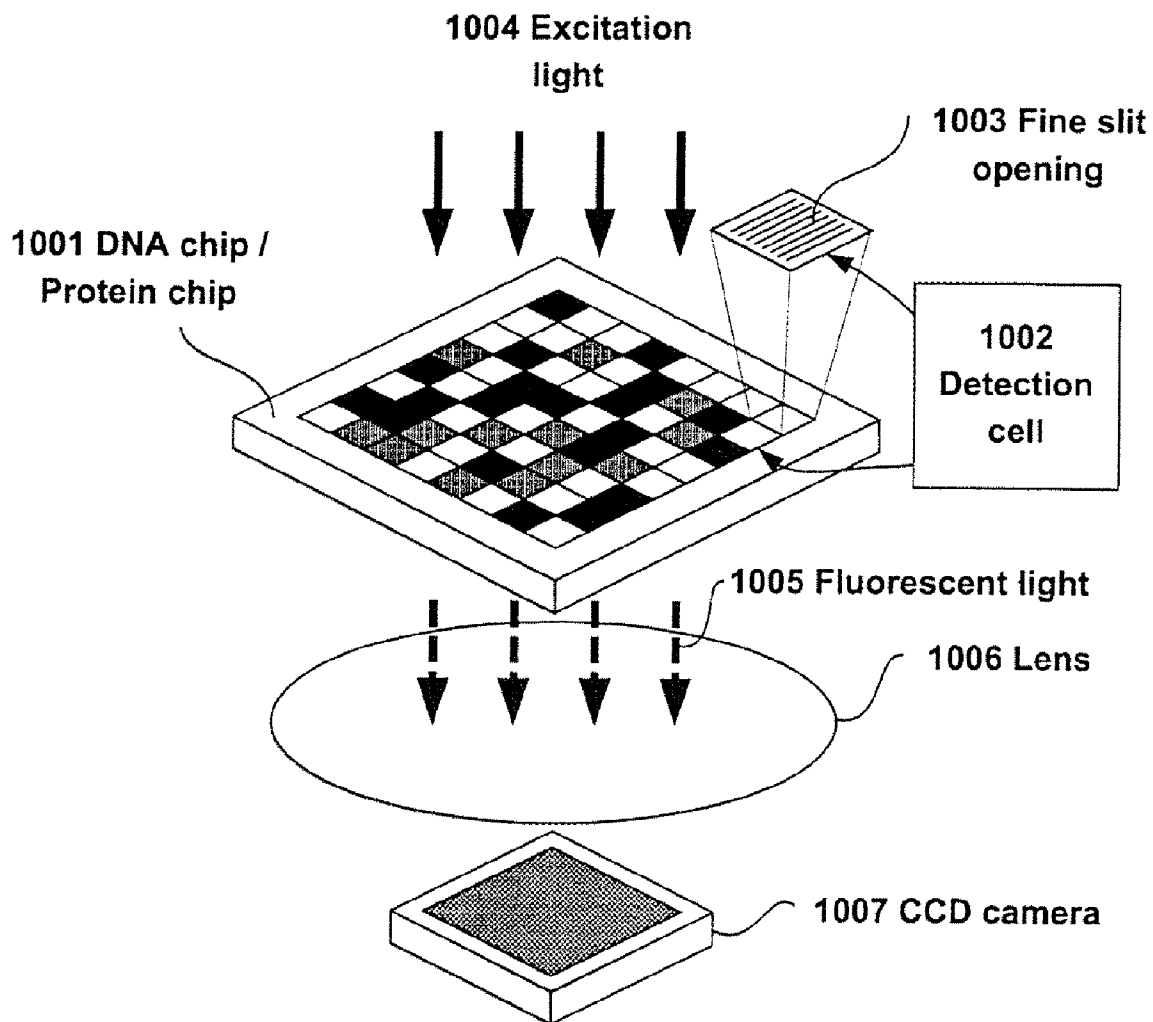 1004 Excitation
light
1003 Fine slit
opening
1001 DNA chip /
Protein chip
1002
Detection
cell
1005 Fluorescent light
1006 Lens
1007 CCD camera